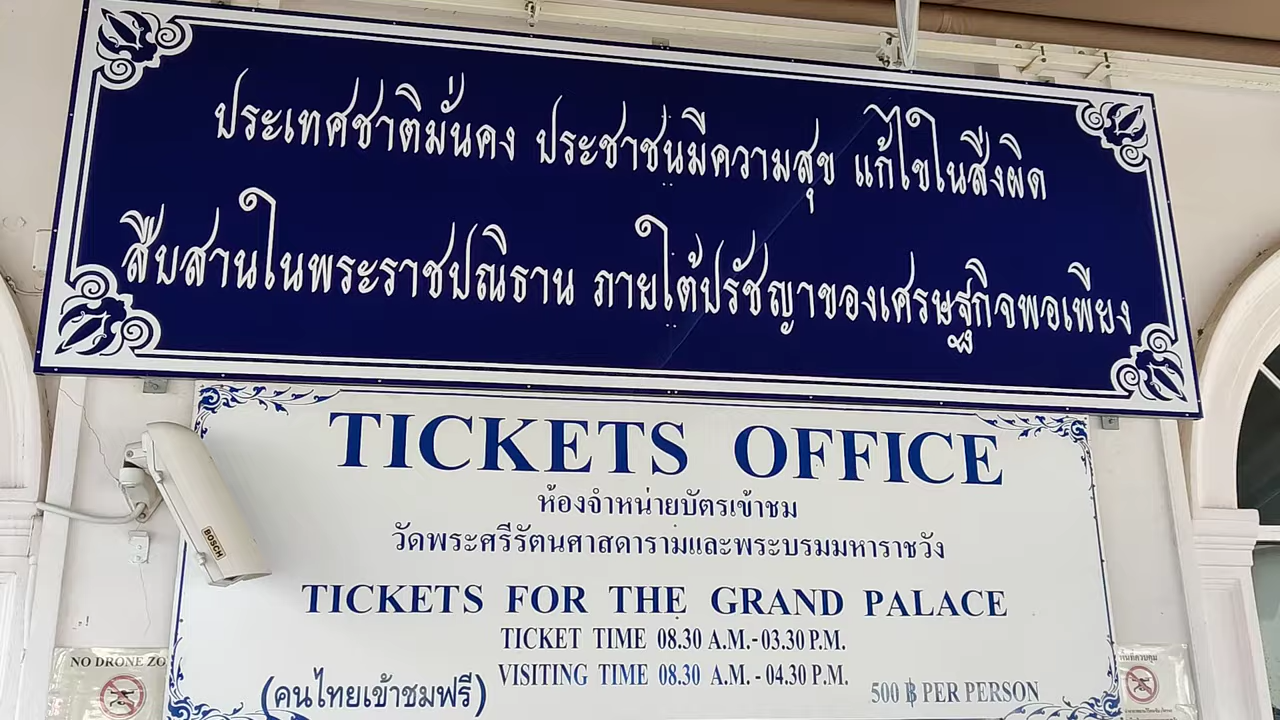 ประเทศชาติมั่นคง ประชาชนมีความสุข แก้ไขในสิ่งผิด
สืบสานในพระราชปณิธาน ภายใต้ปรัชญาของเศรษฐกิจพอเพียง
TICKETS OFFICE
ห้องจำหน่ายบัตรเข้าชม
วัดพระศรีรัตนศาสดารามและพระบรมมหาราชวัง
BOSCH
TICKETS FOR THE GRAND PALACE
TICKET TIME 08.30 A.M.-03.30 P.M.
VISITING TIME 08.30 A.M.-04.30 P.M.
(คนไทยเข้าชมฟรี)
500 ฿ PER PERSON
NO DRONE ZO
พื้นที่ควบคุม